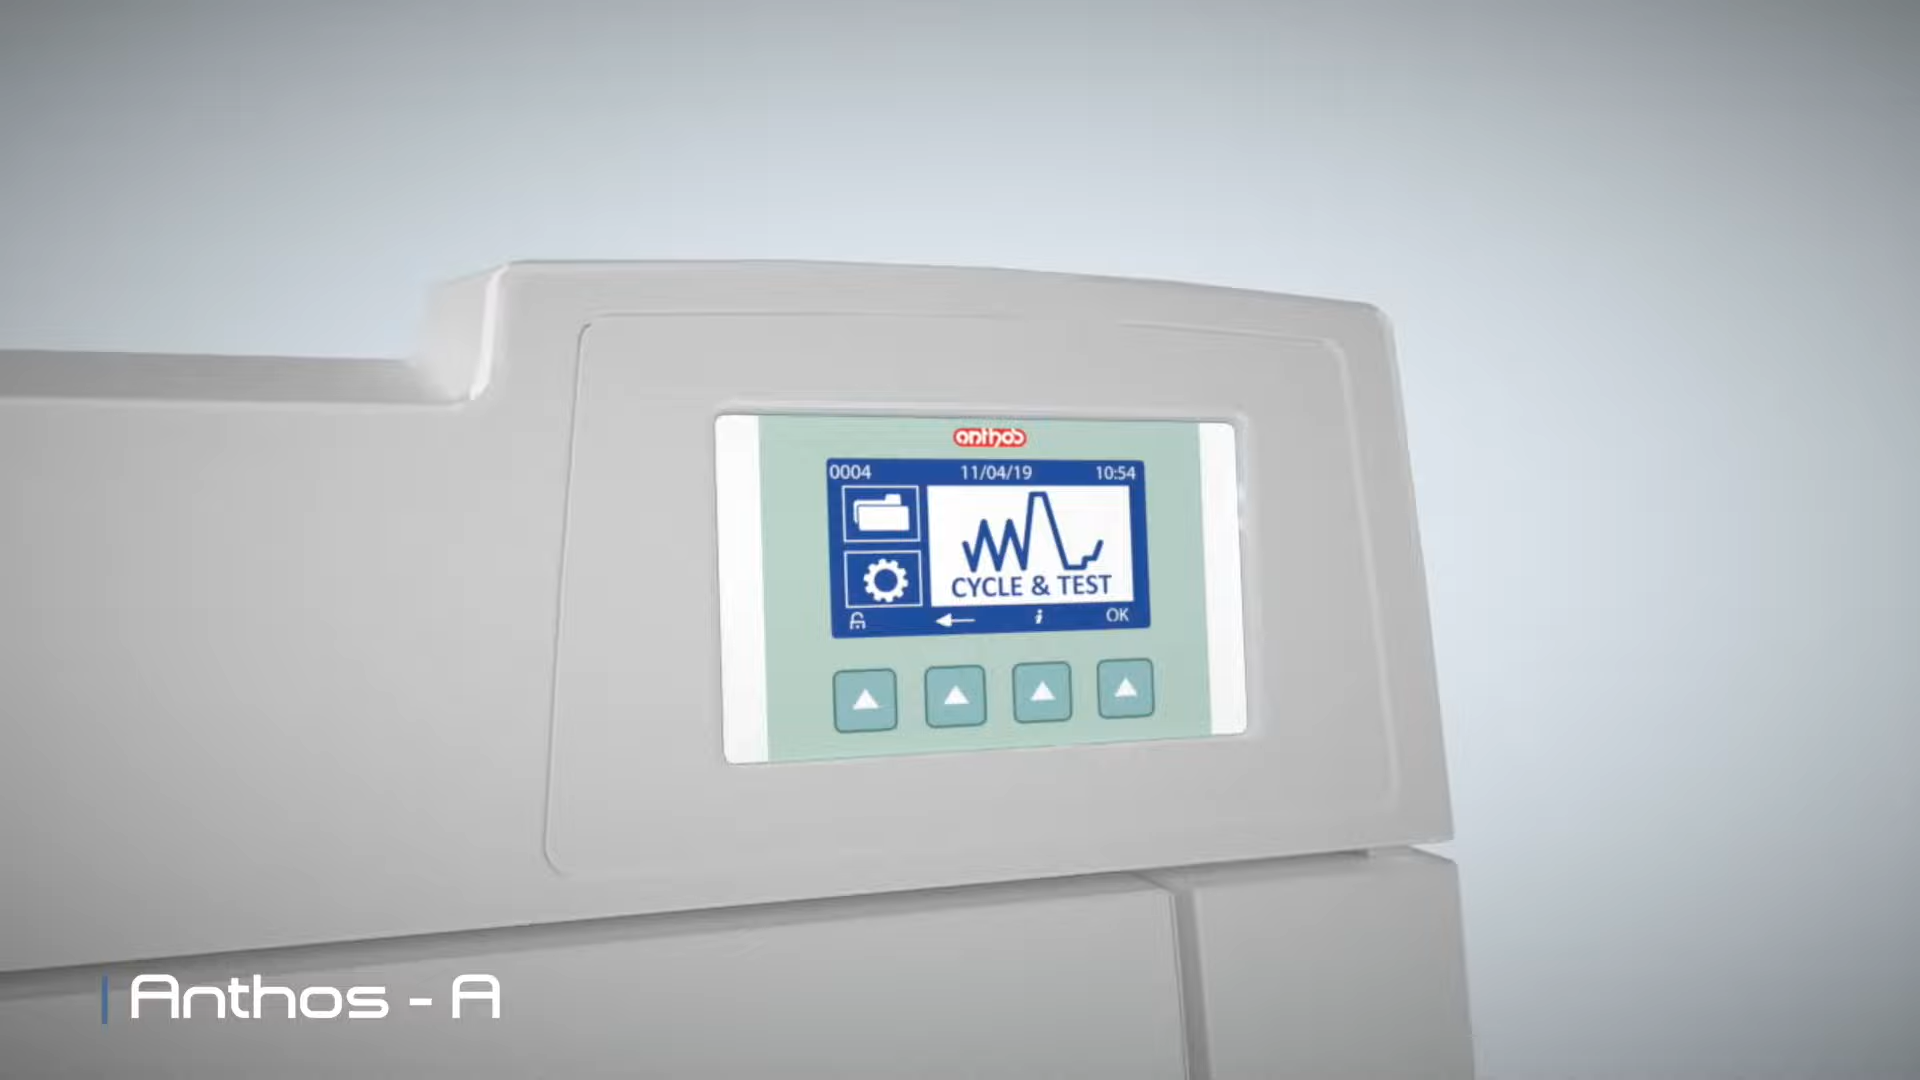 anthos
0004 11/04/19 10:54
CYCLE & TEST
i OK
Anthos - A